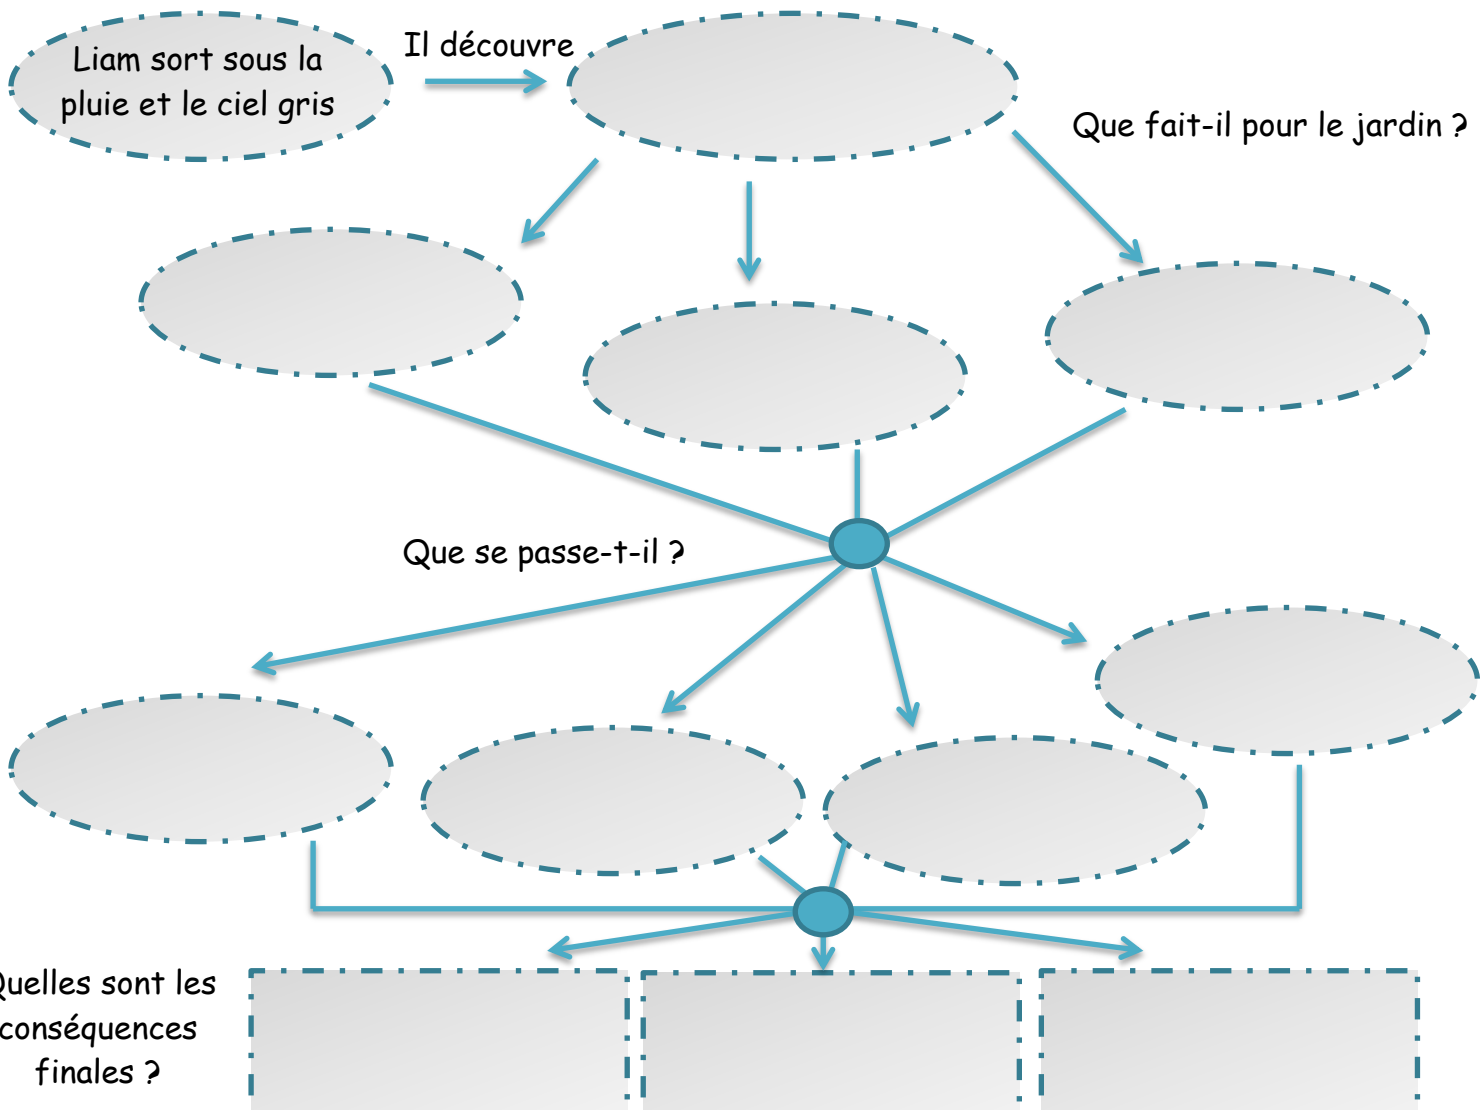 Liam sort sous la
pluie et le ciel gris
Il découvre
Que fait-il pour le jardin ?
Que se passe-t-il ?
Quelles sont les
conséquences
finales ?